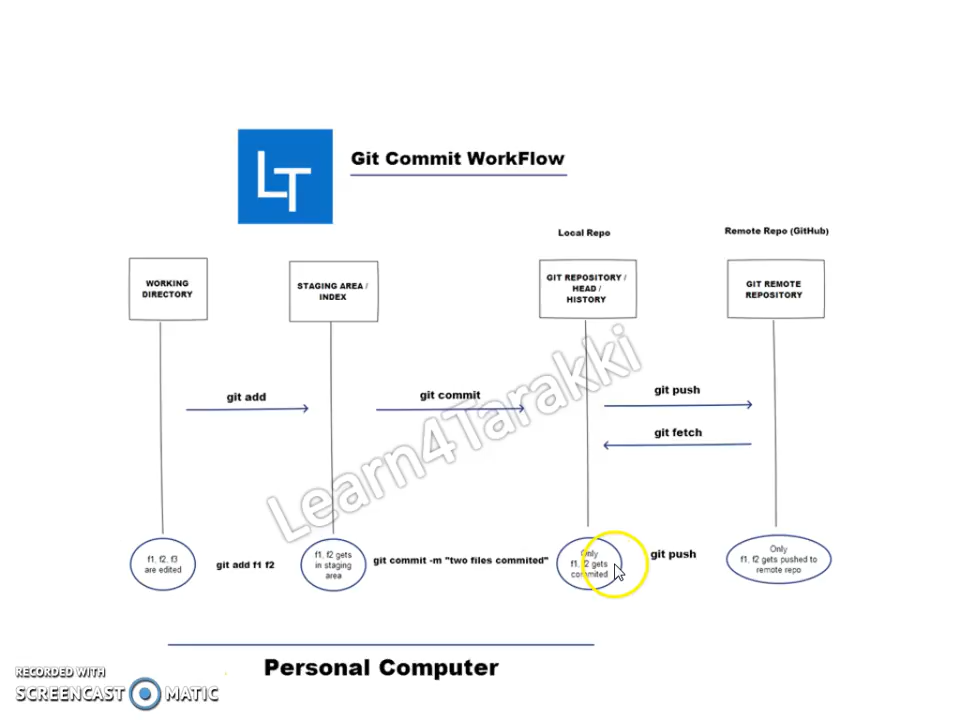 LT
Git Commit WorkFlow
Local Repo
Remote Repo (GitHub)
WORKING
DIRECTORY
STAGING AREA /
INDEX
GIT REPOSITORY /
HEAD /
HISTORY
GIT REMOTE
REPOSITORY
git add
git commit
git push
git fetch
Learn4Tarakki
f1, f2, f3
are edited
git add f1 f2
f1, f2 gets
in staging
area
git commit -m "two files commited"
Only
f1, f2 gets
commited
git push
Only
f1, f2 gets pushed to
remote repo
Personal Computer
RECORDED WITH
SCREENCAST MATIC